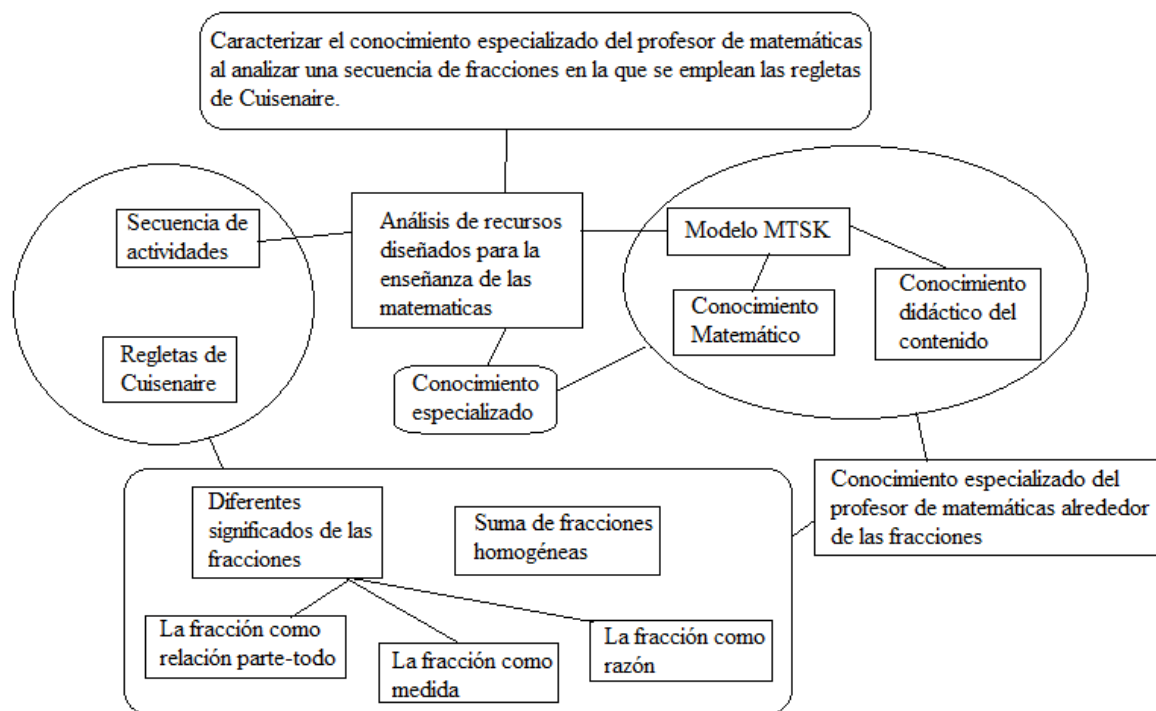 Caracterizar el conocimiento especializado del profesor de matemáticas
al analizar una secuencia de fracciones en la que se emplean las regletas
de Cuisenaire.
Secuencia de
actividades
Análisis de recursos
diseñados para la
enseñanza de las
matematicas
Modelo MTSK
Conocimiento
Matemático
Conocimiento
didáctico del
contenido
Regletas de
Cuisenaire
Conocimiento
especializado
Diferentes
significados de las
fracciones
Suma de fracciones
homogéneas
Conocimiento especializado del
profesor de matemáticas alrededor
de las fracciones
La fracción como
relación parte-todo
La fracción como
medida
La fracción como
razón